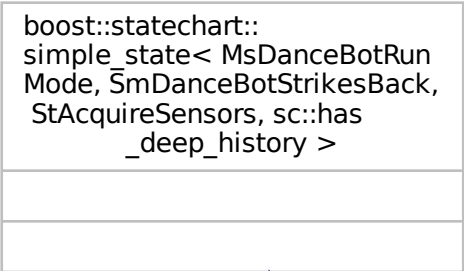 boost::statechart::
simple_state< MsDanceBotRun
Mode, SmDanceBotStrikesBack,
StAcquireSensors, sc::has
_deep_history >